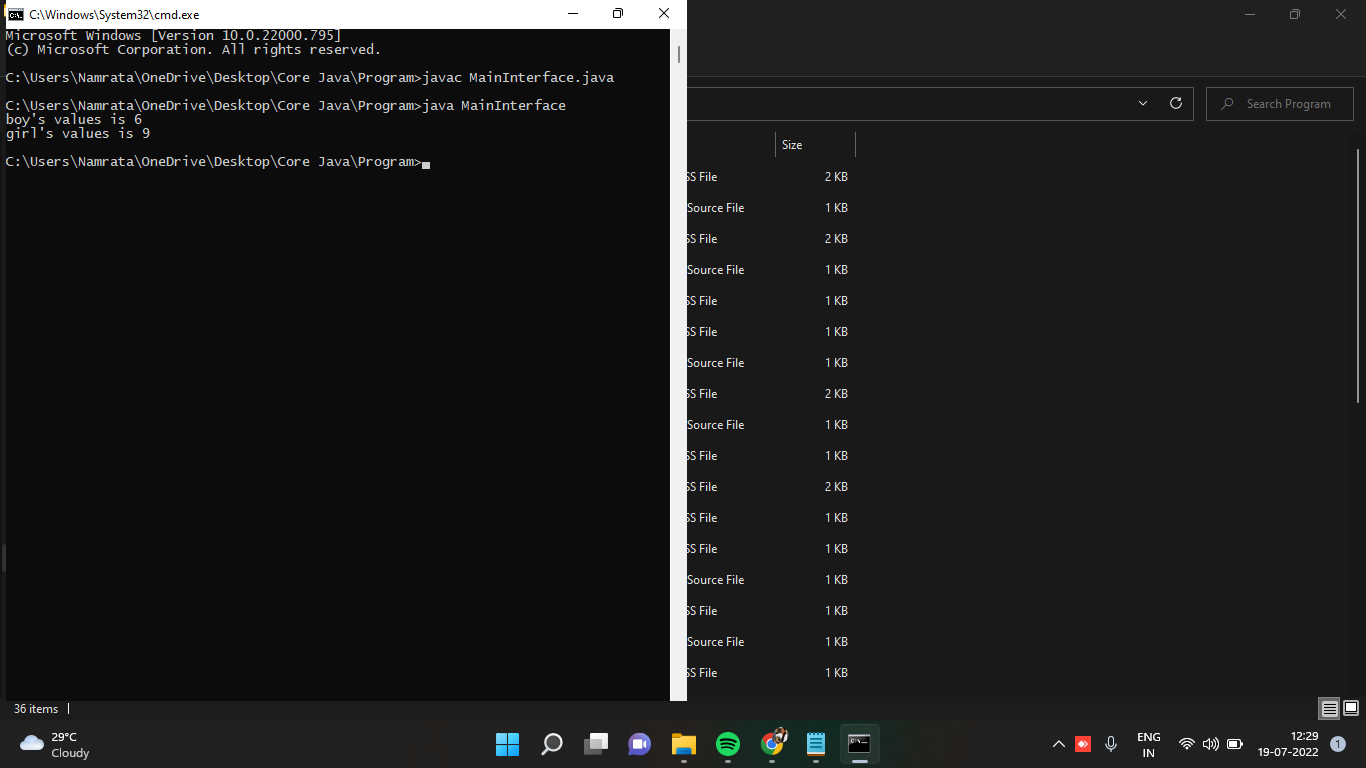 C:\Windows\System32\cmd.exe
Microsoft Windows [Version 10.0.22000.795]
(c) Microsoft Corporation. All rights reserved.
C:\Users\Namrata\OneDrive\Desktop\Core Java\Program>javac MainInterface.java
C:\Users\Namrata\OneDrive\Desktop\Core Java\Program>java MainInterface
boy's values is 6
girl's values is 9
C:\Users\Namrata\OneDrive\Desktop\Core Java\Program>
Search Program
Size
SS File 2 KB
Source File 1 KB
SS File 2 KB
Source File 1 KB
SS File 1 KB
SS File 1 KB
Source File 1 KB
SS File 2 KB
Source File 1 KB
SS File 1 KB
SS File 2 KB
SS File 1 KB
SS File 1 KB
Source File 1 KB
SS File 1 KB
Source File 1 KB
SS File 1 KB
36 items
29°C
Cloudy
ENG
IN
12:29
19-07-2022
1